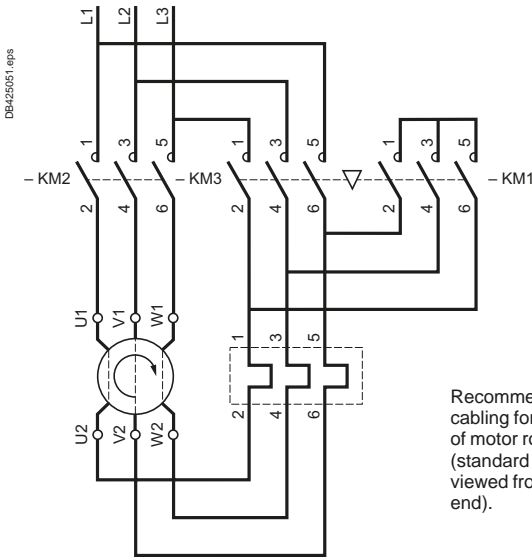 DB425051.eps
L1 L2 L3
1 3 5 1 3 5 1 3 5
– KM2 – KM3 – KM1
2 4 6 2 4 6 2 4 6
U1 V1 W1
1 3 5
2 4 6
U2 V2 W2
cabling for
of motor ro
(standard
viewed fro
end).